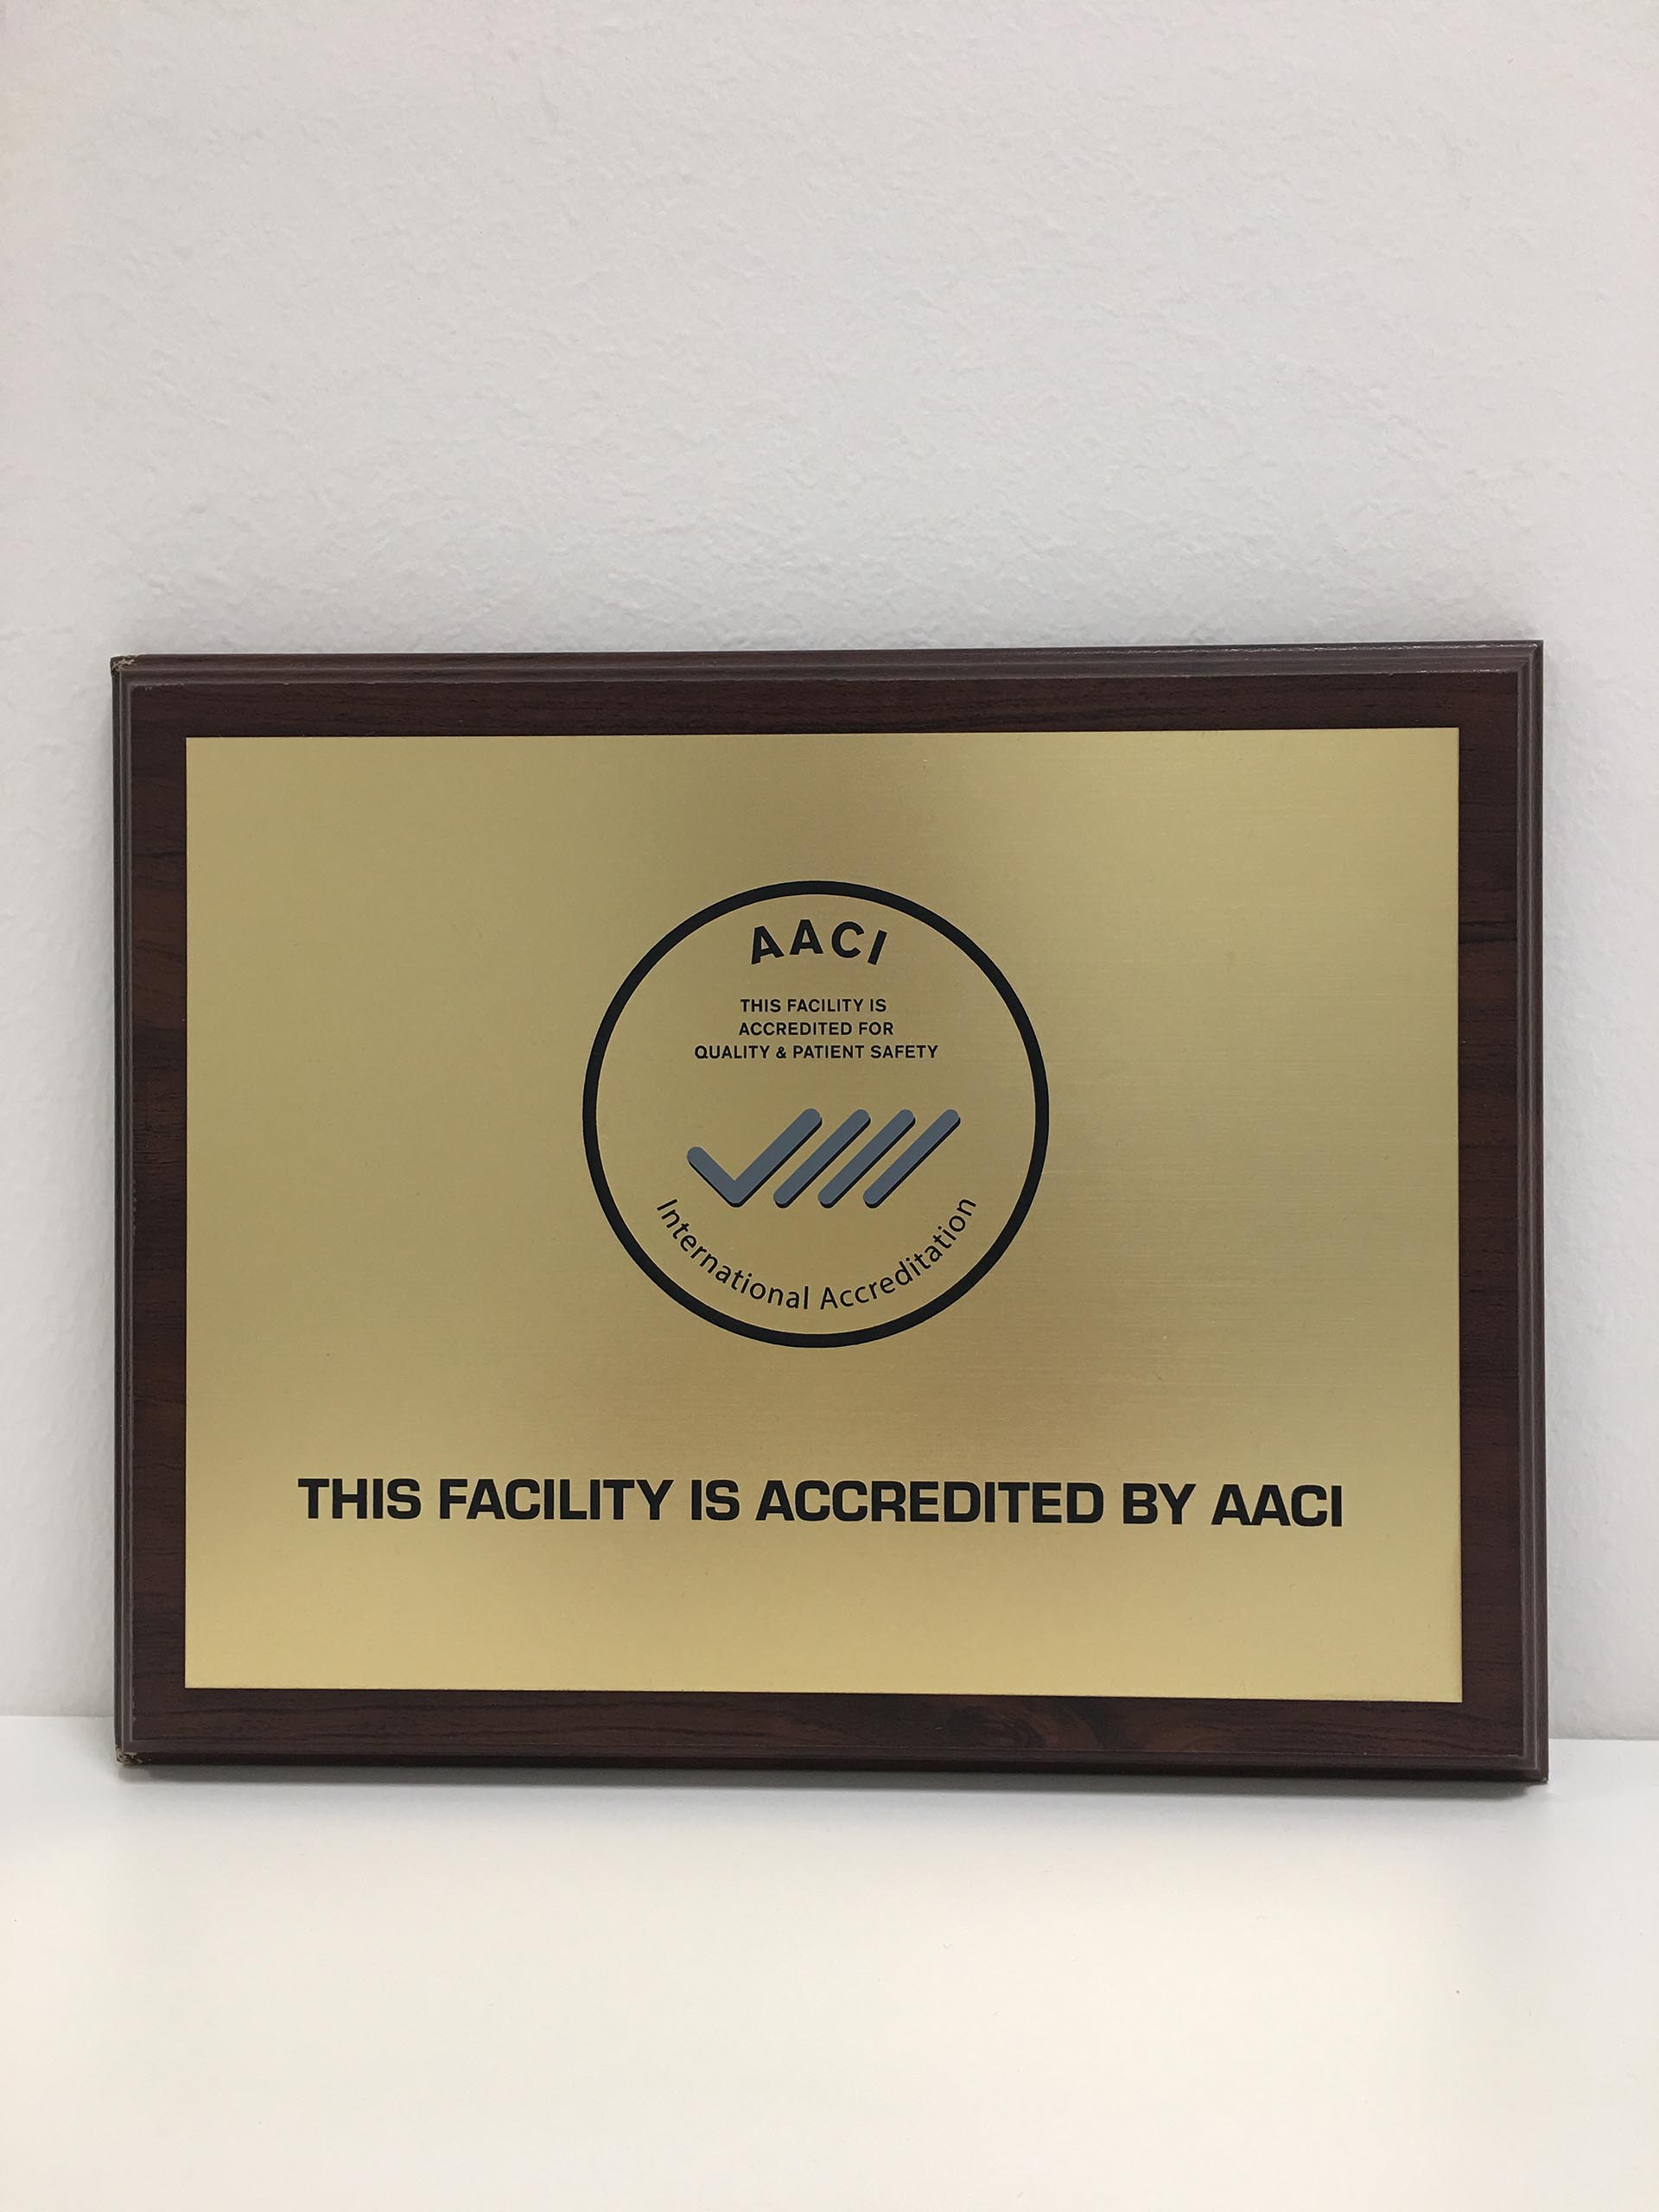 AACI
THIS FACILITY IS
ACCREDITED FOR
QUALITY & PATIENT SAFETY
International Accreditation
THIS FACILITY IS ACCREDITED BY AACI